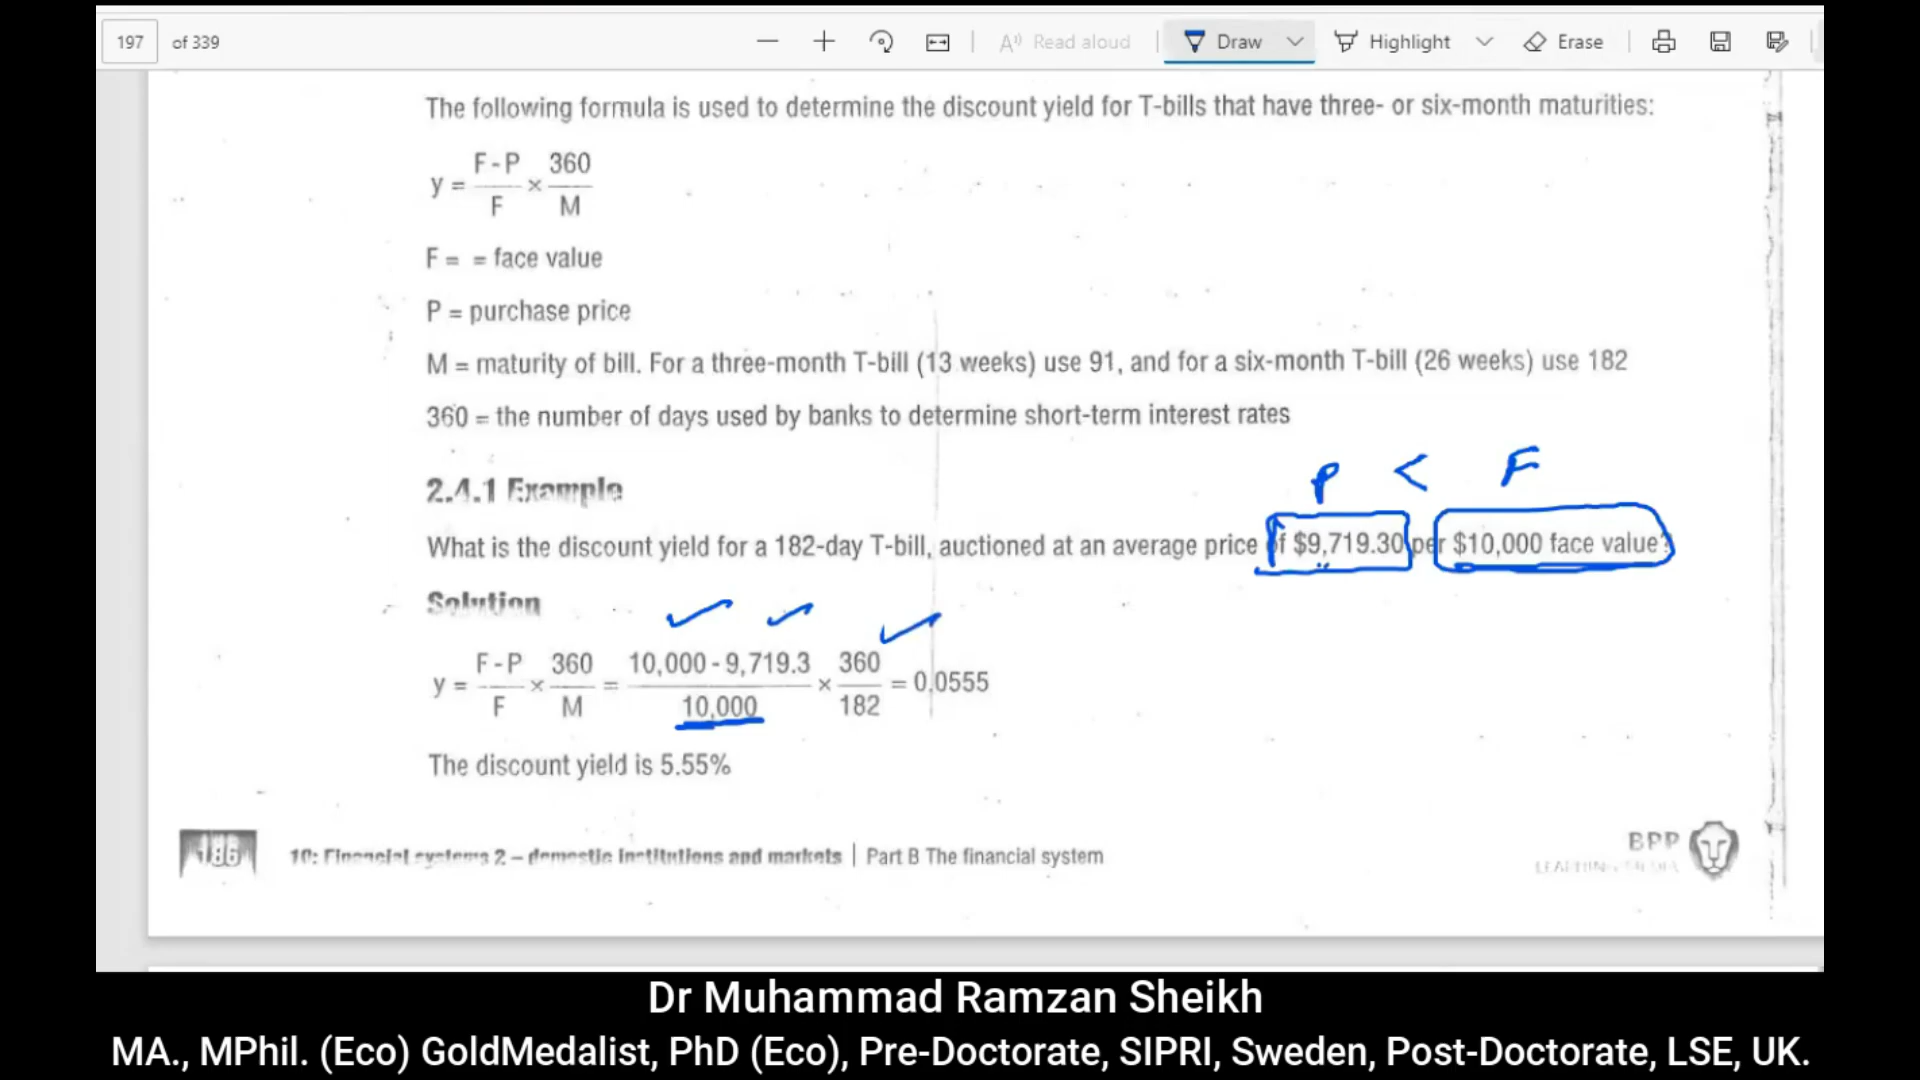 197 of 339
Read aloud
Draw
Highlight
Erase
The following formula is used to determine the discount yield for T-bills that have three- or six-month maturities:
y = F - P / F × 360 / M
F = = face value
P = purchase price
M = maturity of bill. For a three-month T-bill (13 weeks) use 91, and for a six-month T-bill (26 weeks) use 182
360 = the number of days used by banks to determine short-term interest rates
P < F
2.4.1 Example
What is the discount yield for a 182-day T-bill, auctioned at an average price of $9,719.30 per $10,000 face value?
Solution
y = F - P / F × 360 / M = 10,000 - 9,719.3 / 10,000 × 360 / 182 = 0.0555
The discount yield is 5.55%
186 10: Financial systems 2 – domestic institutions and markets | Part B The financial system
BPP
LEARNING MEDIA
Dr Muhammad Ramzan Sheikh
MA., MPhil. (Eco) GoldMedalist, PhD (Eco), Pre-Doctorate, SIPRI, Sweden, Post-Doctorate, LSE, UK.